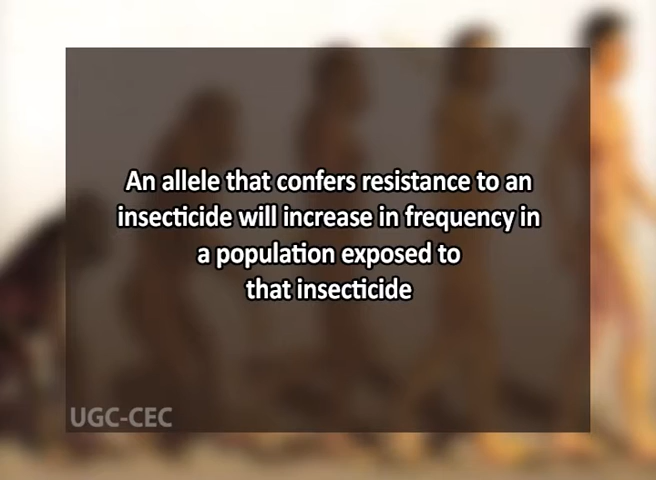 An allele that confers resistance to an
insecticide will increase in frequency in
a population exposed to
that insecticide
UGC-CEC